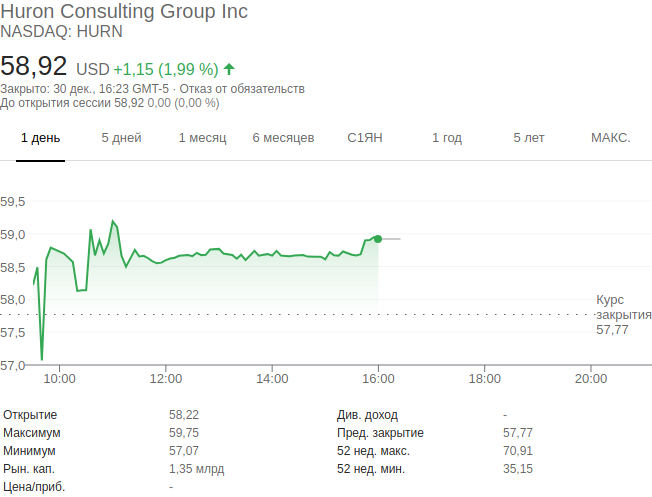 Huron Consulting Group Inc
NASDAQ: HURN
58,92 USD +1,15 (1,99 %)
Закрыто: 30 дек., 16:23 GMT-5 · Отказ от обязательств
До открытия сессии 58,92 0,00 (0,00 %)
1 день 5 дней 1 месяц 6 месяцев С1ЯН 1 год 5 лет МАКС.
59,5
59,0
58,5
58,0
Курс
закрытия
57,77
57,5
57,0
10:00 12:00 14:00 16:00 18:00 20:00
Открытие 58,22 Див. доход -
Максимум 59,75 Пред. закрытие 57,77
Минимум 57,07 52 нед. макс. 70,91
Рын. кап. 1,35 млрд 52 нед. мин. 35,15
Цена/приб. -